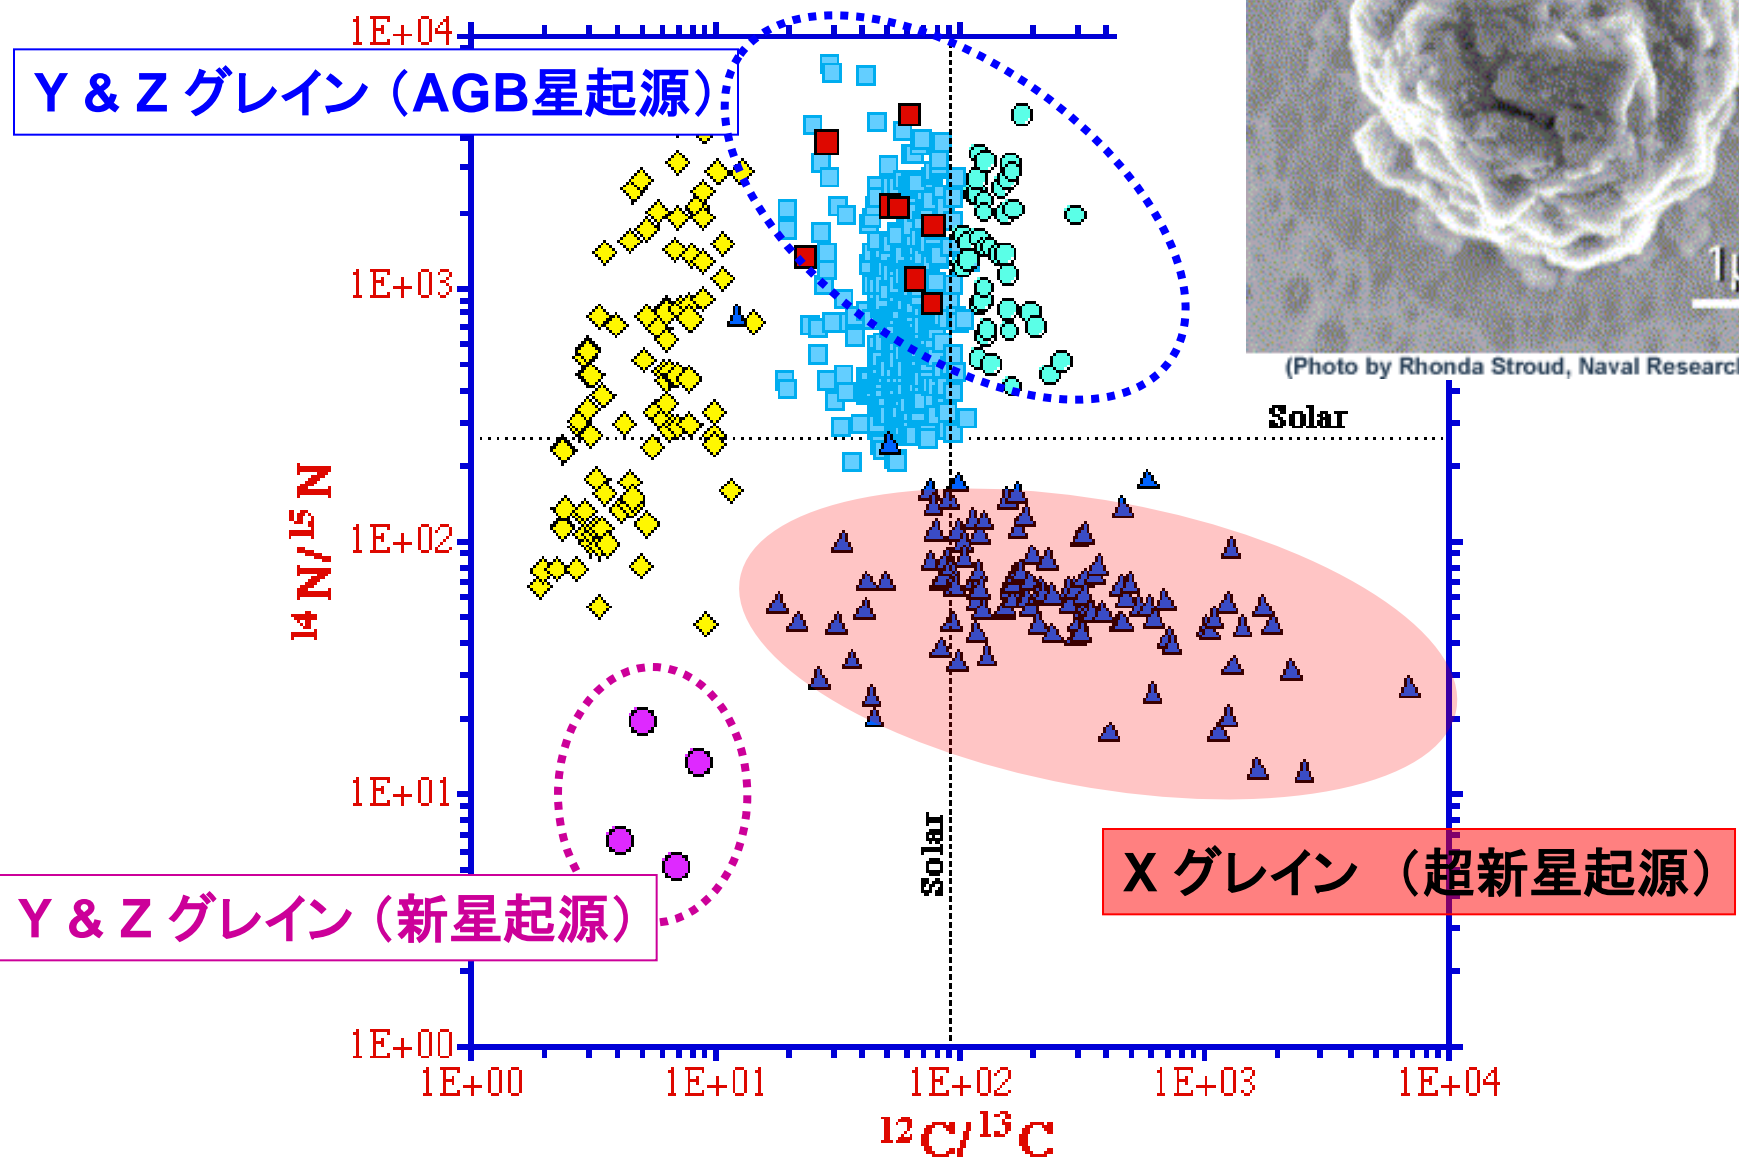 1E+04
Y & Z グレイン（AGB星起源）
1E+03
1µ
(Photo by Rhonda Stroud, Naval Research
Solar
14N/15N
1E+02
1E+01
Solar
X グレイン （超新星起源）
Y & Z グレイン（新星起源）
1E+00
1E+00 1E+01 1E+02 1E+03 1E+04
12C/13C